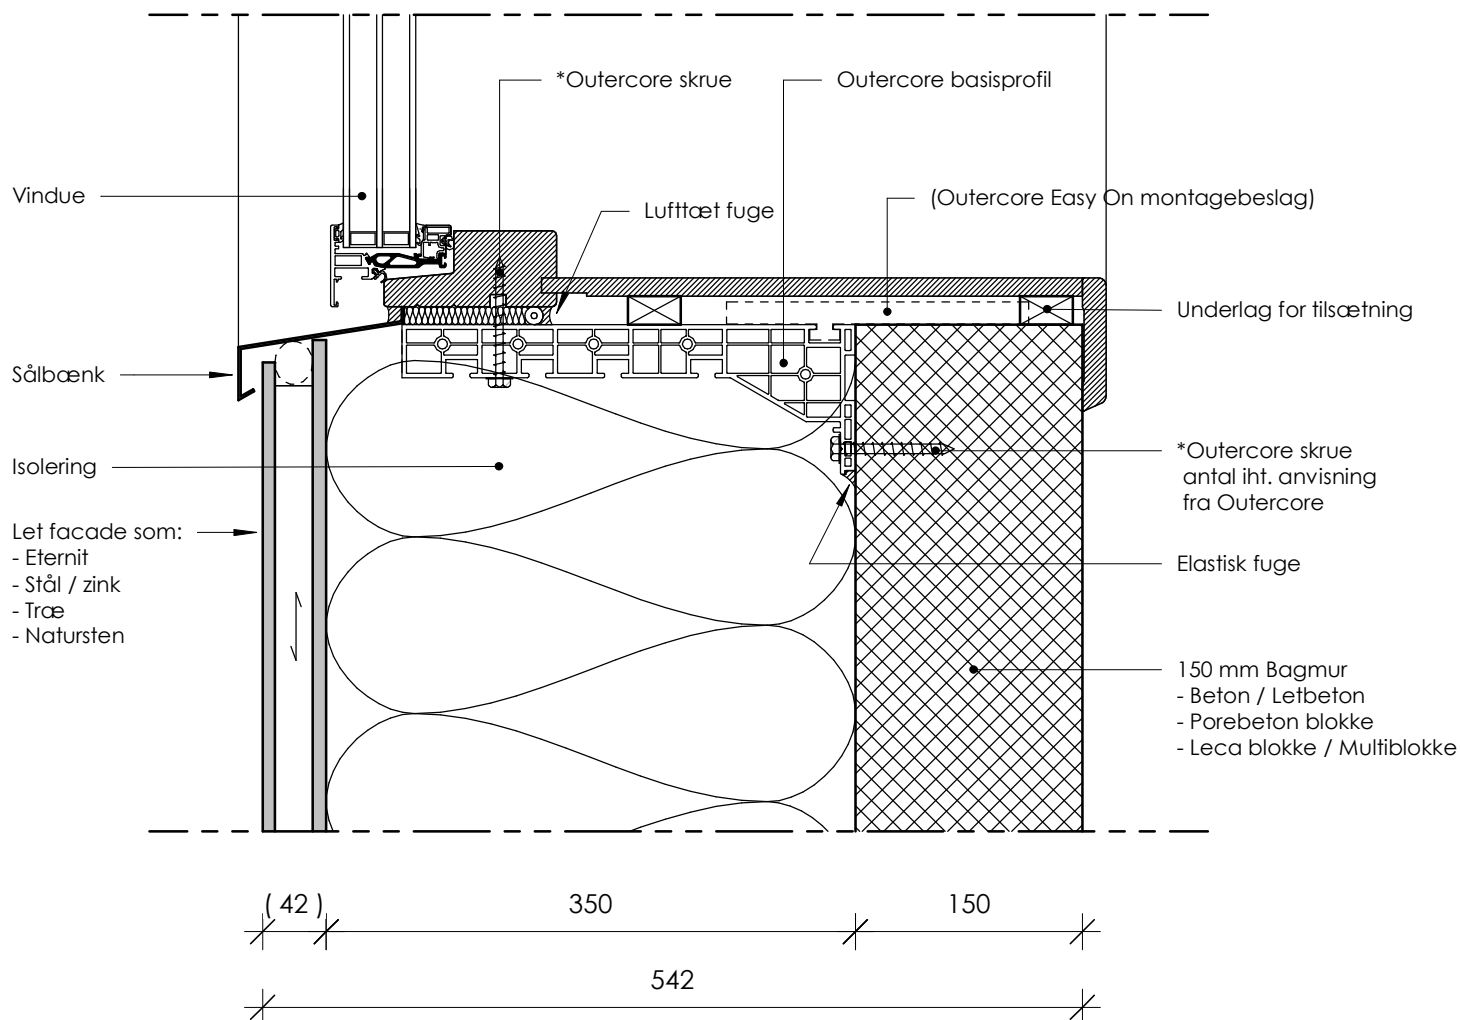 *Outercore skrue
Outercore basisprofil
Vindue
Lufttæt fuge
(Outercore Easy On montagebeslag)
Underlag for tilsætning
Sålbænk
Isolering
*Outercore skrue
antal iht. anvisning
fra Outercore
Let facade som:
- Eternit
- Stål / zink
- Træ
- Natursten
Elastisk fuge
150 mm Bagmur
- Beton / Letbeton
- Porebeton blokke
- Leca blokke / Multiblokke
( 42 )
350
150
542